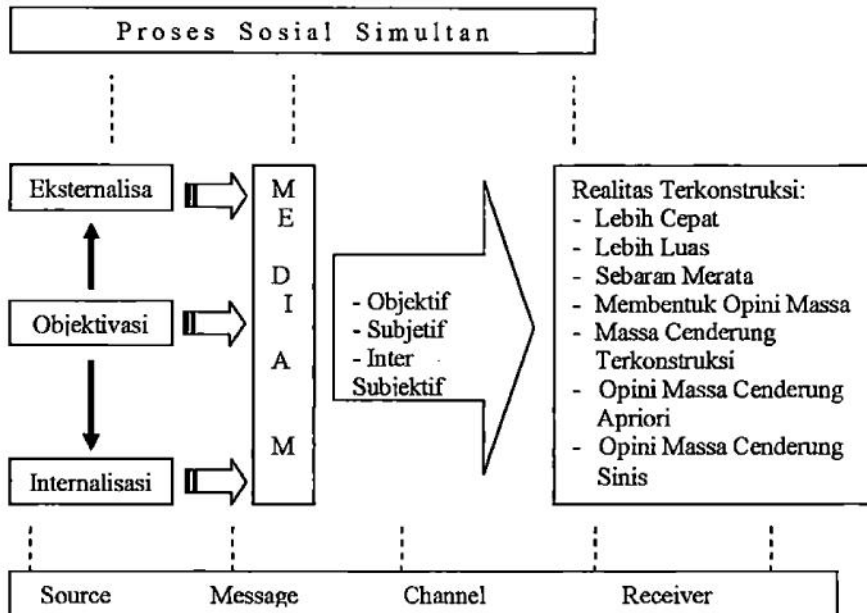 Proses Sosial Simultan
Eksternalisa
Objektivasi
Internalisasi
M
E
D
I
A
M
- Objektif
- Subjetif
- Inter
Subjektif
Realitas Terkonstruksi:
- Lebih Cepat
- Lebih Luas
- Sebaran Merata
- Membentuk Opini Massa
- Massa Cenderung
Terkonstruksi
- Opini Massa Cenderung
Apriori
- Opini Massa Cenderung
Sinis
Source Message Channel Receiver